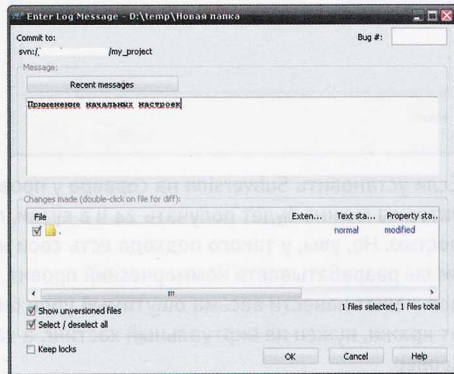 Enter Log Message - D:\temp\Новая папка
Commit to:
Bug #:
svn:/, /my_project
Message:
Recent messages
Применение начальных настроек
Changes made (double-click on file for diff):
File Exten... Text sta... Property sta...
. normal modified
Show unversioned files
1 files selected, 1 files total
Select / deselect all
Keep locks
OK Cancel Help